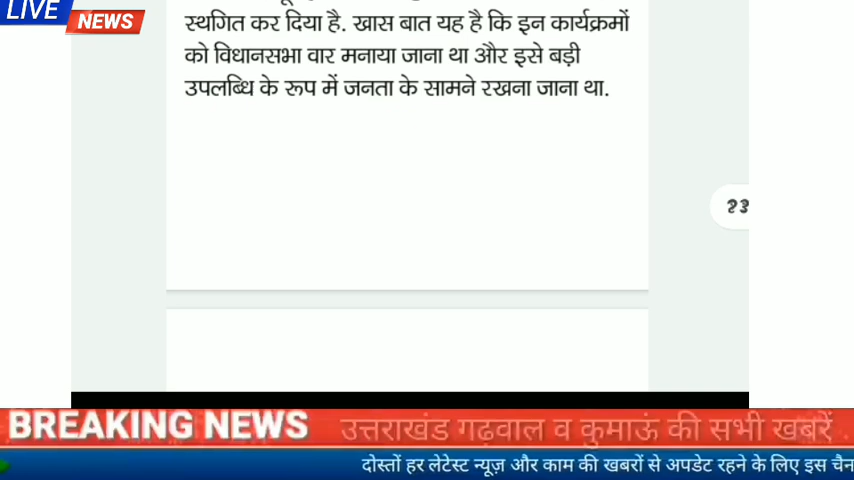 LIVE
NEWS
स्थगित कर दिया है. खास बात यह है कि इन कार्यक्रमों
को विधानसभा वार मनाया जाना था और इसे बड़ी
उपलब्धि के रूप में जनता के सामने रखना जाना था.
23
BREAKING NEWS
उत्तराखंड गढ़वाल व कुमाऊं की सभी खबरें .
दोस्तों हर लेटेस्ट न्यूज़ और काम की खबरों से अपडेट रहने के लिए इस चैन